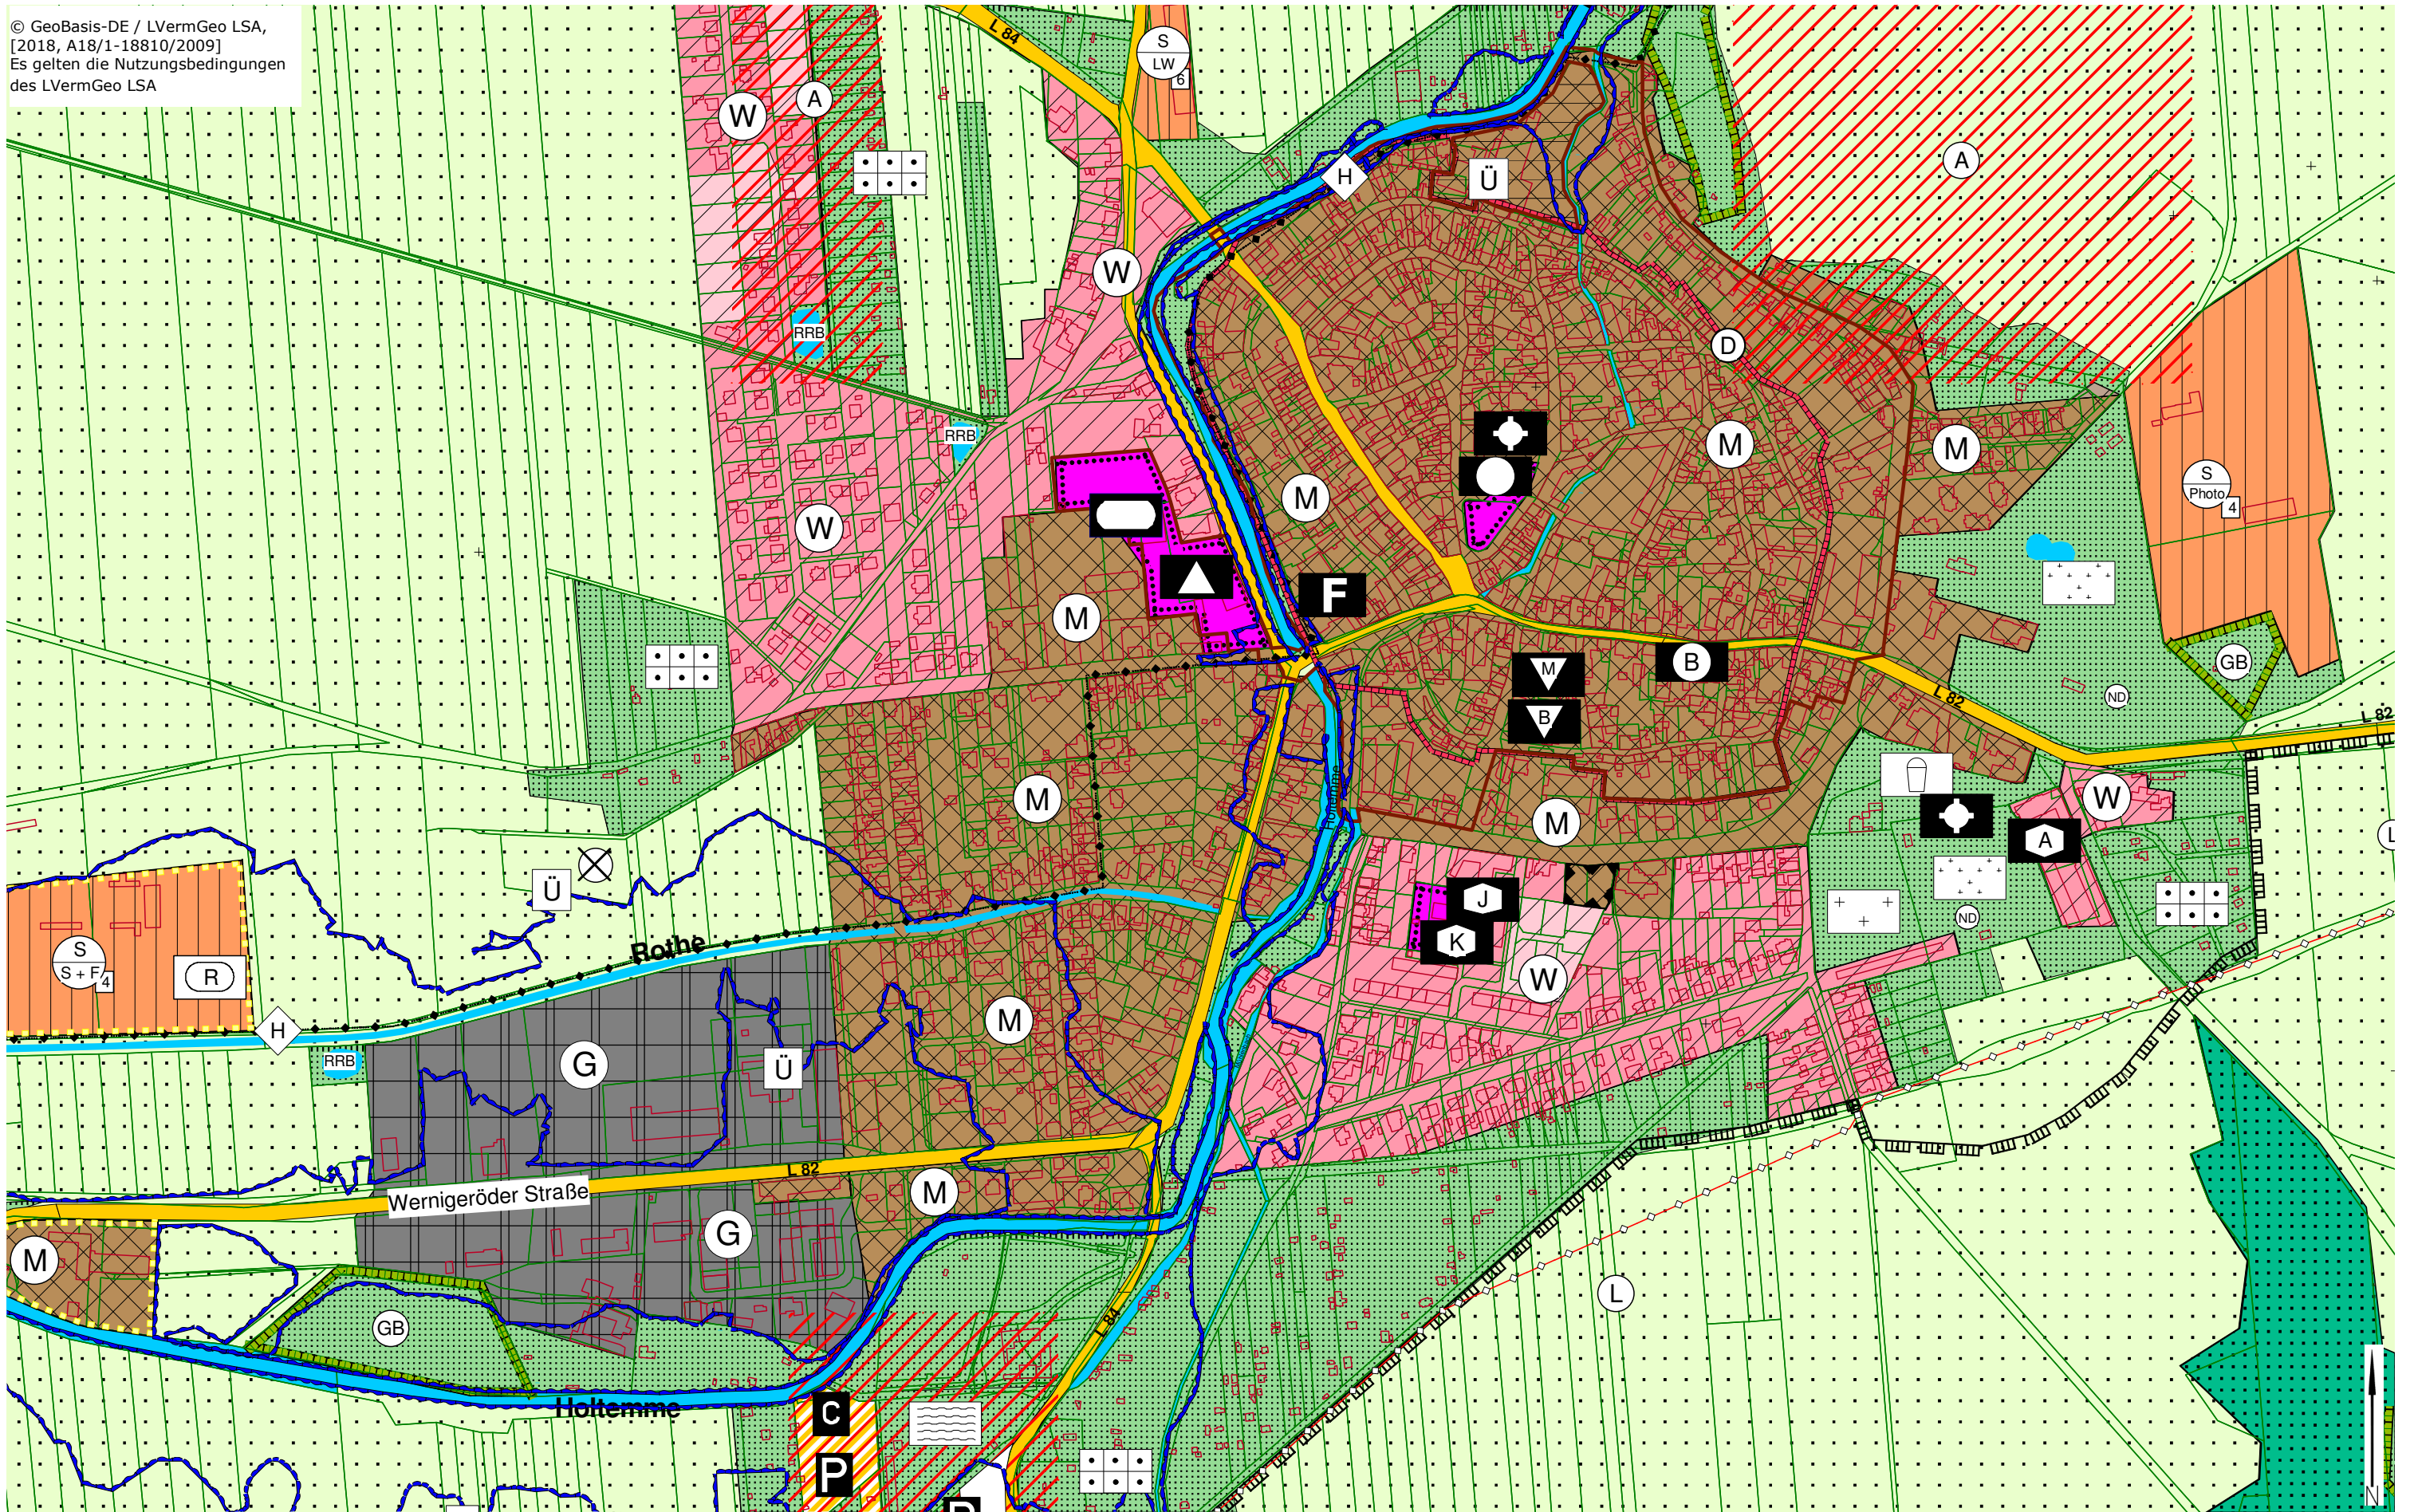 © GeoBasis-DE / LVermGeo LSA,
[2018, A18/1-18810/2009]
Es gelten die Nutzungsbedingungen
des LVermGeo LSA
L 84
S
LW
6
W
A
A
H
Ü
W
RRB
D
RRB
M
M
M
S
Photo
4
W
F
M
M
B
B
GB
ND
L 82
L 82
M
Holtemme
W
M
A
L
Ü
J
K
ND
Rothe
S
S + F
4
R
W
H
M
RRB
G
Ü
L 82
Wernigeröder Straße
M
G
M
L
GB
L 84
C
Holtemme
P
N